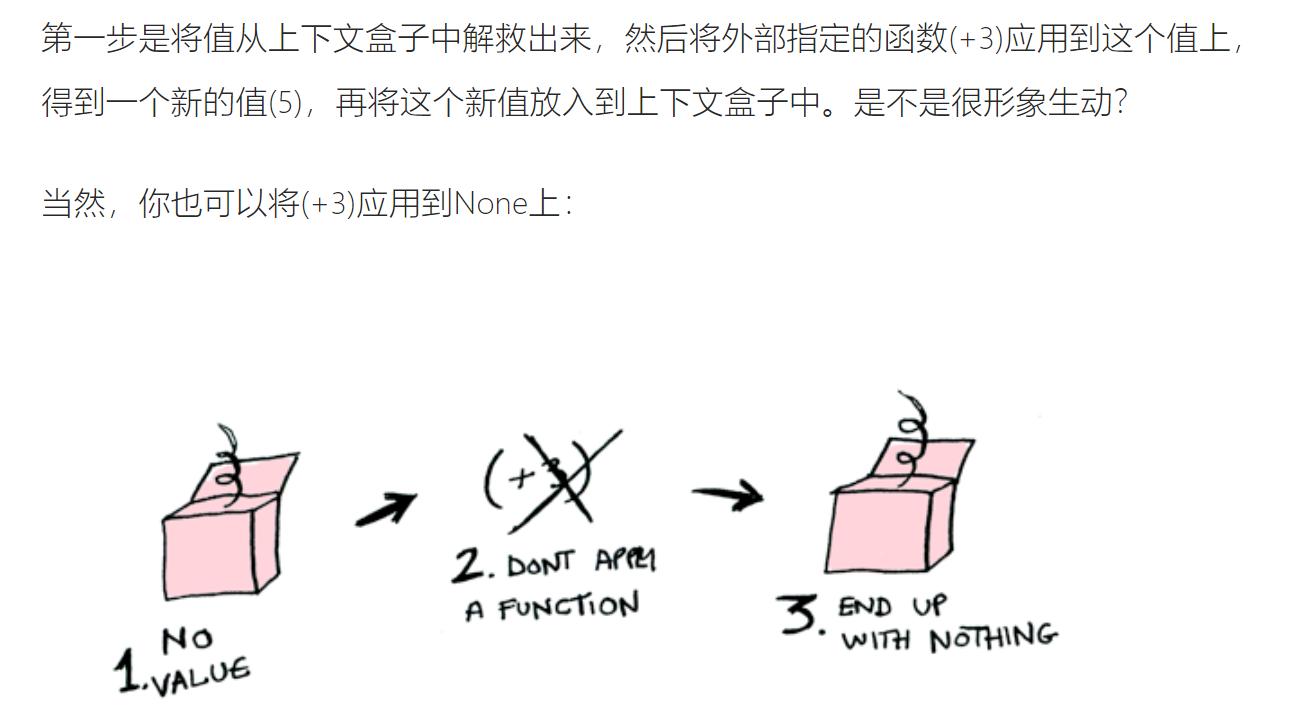 第一步是将值从上下文盒子中解救出来，然后将外部指定的函数(+3)应用到这个值上，
得到一个新的值(5)，再将这个新值放入到上下文盒子中。是不是很形象生动？
当然，你也可以将(+3)应用到None上：
(+3)
1. NO
VALUE
2. DONT APPLY
A FUNCTION
3. END UP
WITH NOTHING